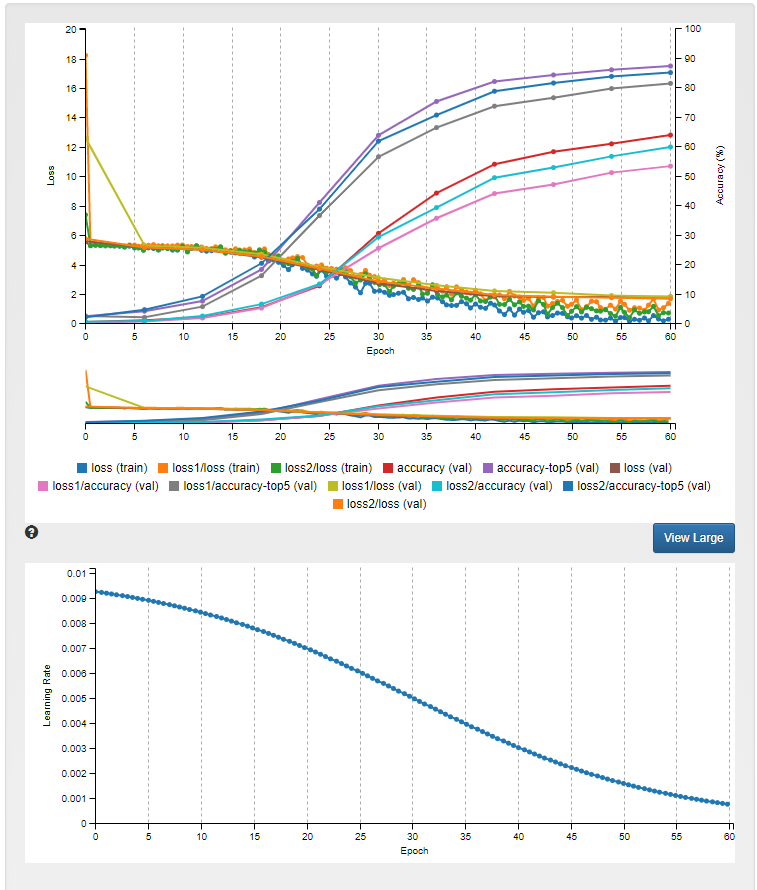 20 100
18 90
16 80
14 70
12 60
10 50
8 40
6 30
4 20
2 10
0 0
Loss
Accuracy (%)
0 5 10 15 20 25 30 35 40 45 50 55 60
Epoch
0 5 10 15 20 25 30 35 40 45 50 55 60
loss (train) loss1/loss (train) loss2/loss (train) accuracy (val) accuracy-top5 (val) loss (val)
loss1/accuracy (val) loss1/accuracy-top5 (val) loss1/loss (val) loss2/accuracy (val) loss2/accuracy-top5 (val)
loss2/loss (val)
?
View Large
0.01
0.009
0.008
0.007
0.006
0.005
0.004
0.003
0.002
0.001
0
Learning Rate
0 5 10 15 20 25 30 35 40 45 50 55 60
Epoch